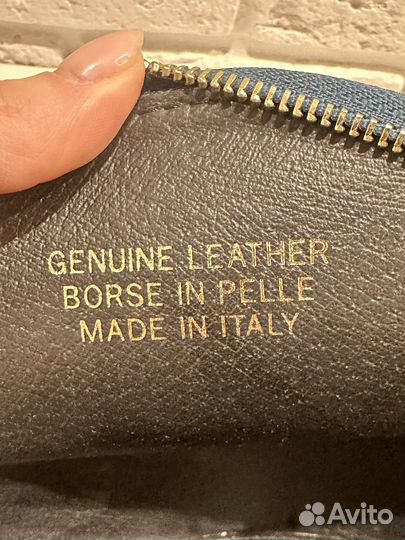 GENUINE LEATHER
BORSE IN PELLE
MADE IN ITALY
Avito